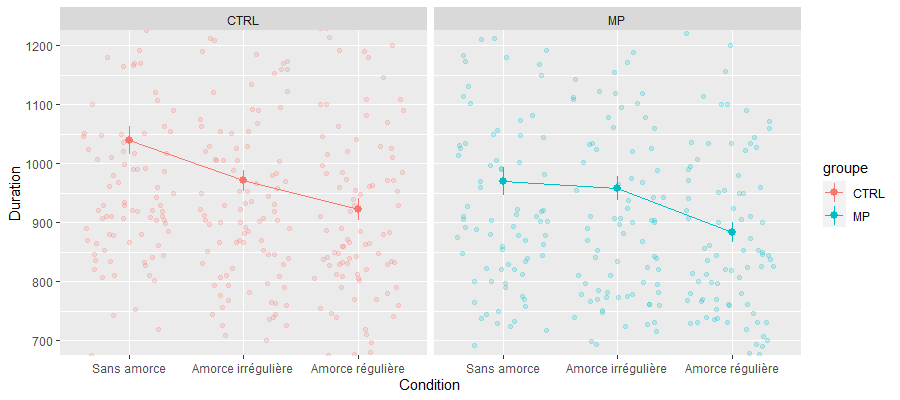 CTRL
MP
1200
1100
1000
900
800
700
Duration
Sans amorce
Amorce irrégulière
Amorce régulière
Sans amorce
Amorce irrégulière
Amorce régulière
Condition
groupe
CTRL
MP